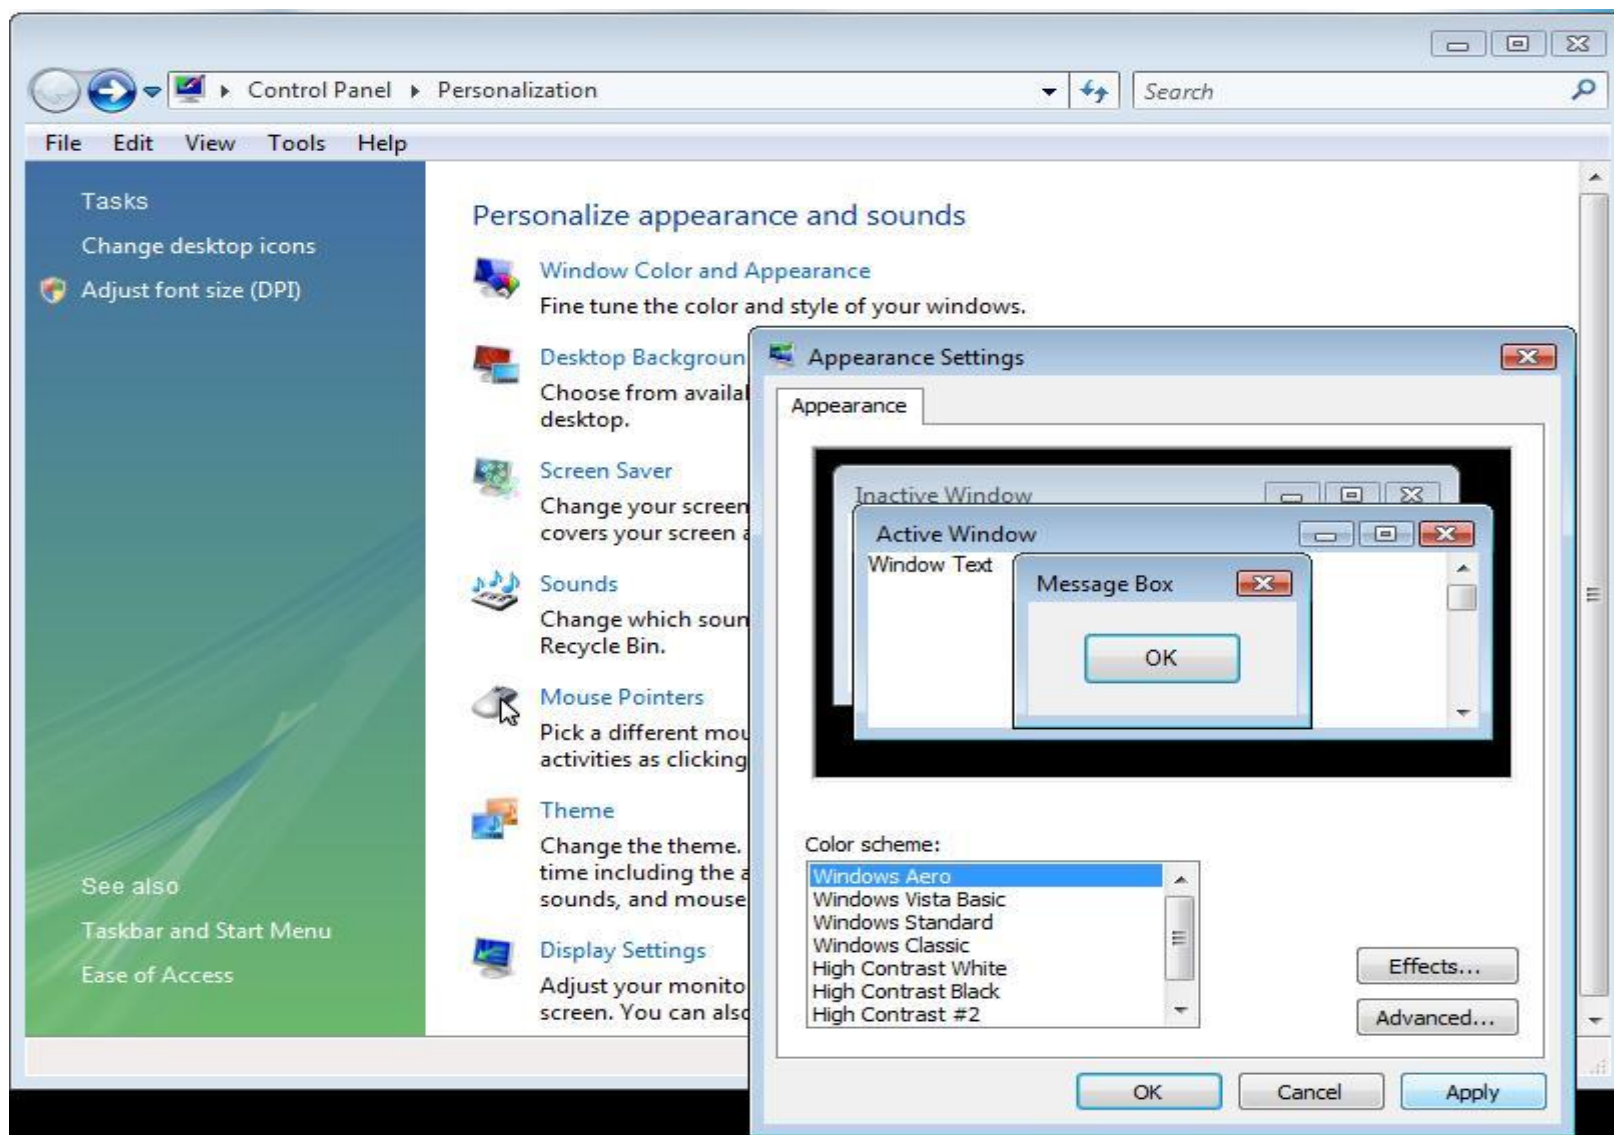 Control Panel Personalization
Search
File Edit View Tools Help
Tasks
Change desktop icons
Adjust font size (DPI)
See also
Taskbar and Start Menu
Ease of Access
Personalize appearance and sounds
Window Color and Appearance
Fine tune the color and style of your windows.
Desktop Backgroun
Choose from availal
desktop.
Screen Saver
Change your screen
covers your screen a
Sounds
Change which soun
Recycle Bin.
Mouse Pointers
Pick a different mou
activities as clicking
Theme
Change the theme.
time including the a
sounds, and mouse
Display Settings
Adjust your monito
screen. You can also
Appearance Settings
Appearance
Inactive Window
Active Window
Window Text
Message Box
OK
Color scheme:
Windows Aero
Windows Vista Basic
Windows Standard
Windows Classic
High Contrast White
High Contrast Black
High Contrast #2
Effects...
Advanced...
OK Cancel Apply